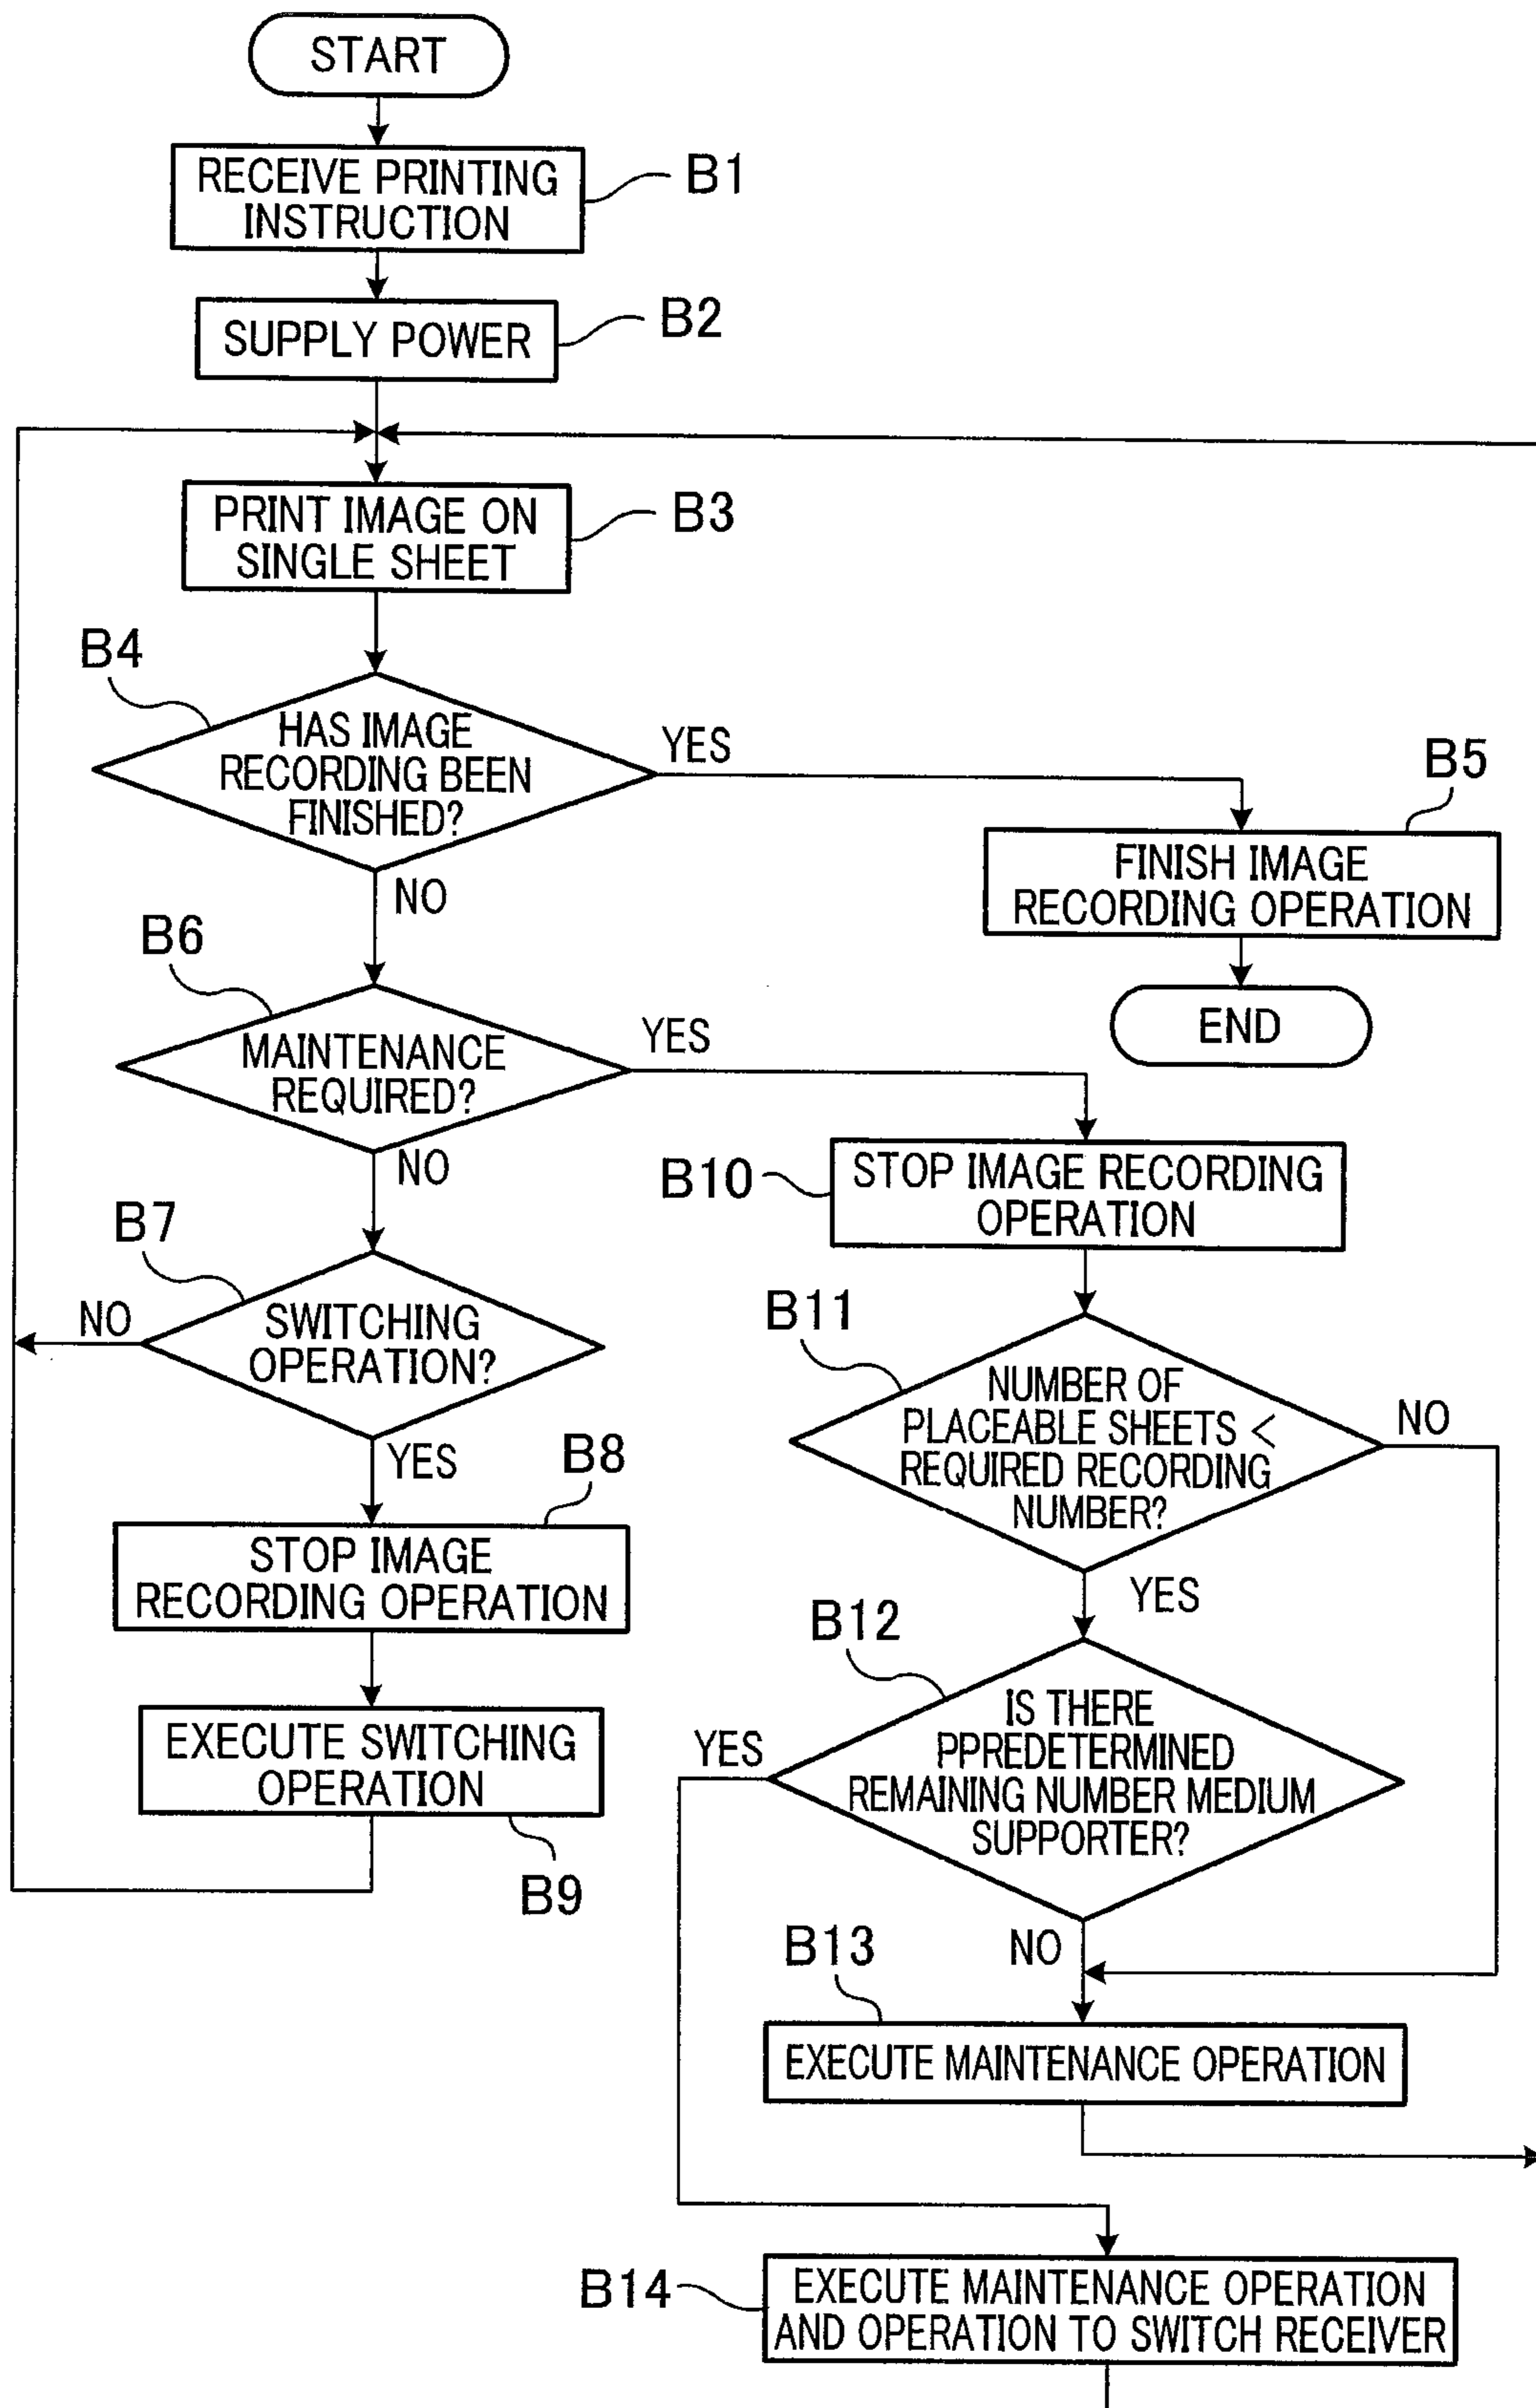 START
RECEIVE PRINTING
INSTRUCTION
B1
SUPPLY POWER
B2
PRINT IMAGE ON
SINGLE SHEET
B3
B4
HAS IMAGE
RECORDING BEEN
FINISHED?
YES
NO
B5
FINISH IMAGE
RECORDING OPERATION
END
B6
MAINTENANCE
REQUIRED?
YES
NO
B7
SWITCHING
OPERATION?
NO
YES
B8
STOP IMAGE
RECORDING OPERATION
EXECUTE SWITCHING
OPERATION
B9
B10
STOP IMAGE RECORDING
OPERATION
B11
NUMBER OF
PLACEABLE SHEETS <
REQUIRED RECORDING
NUMBER?
NO
YES
B12
IS THERE
PPREDETERMINED
REMAINING NUMBER MEDIUM
SUPPORTER?
YES
NO
B13
EXECUTE MAINTENANCE OPERATION
B14
EXECUTE MAINTENANCE OPERATION
AND OPERATION TO SWITCH RECEIVER